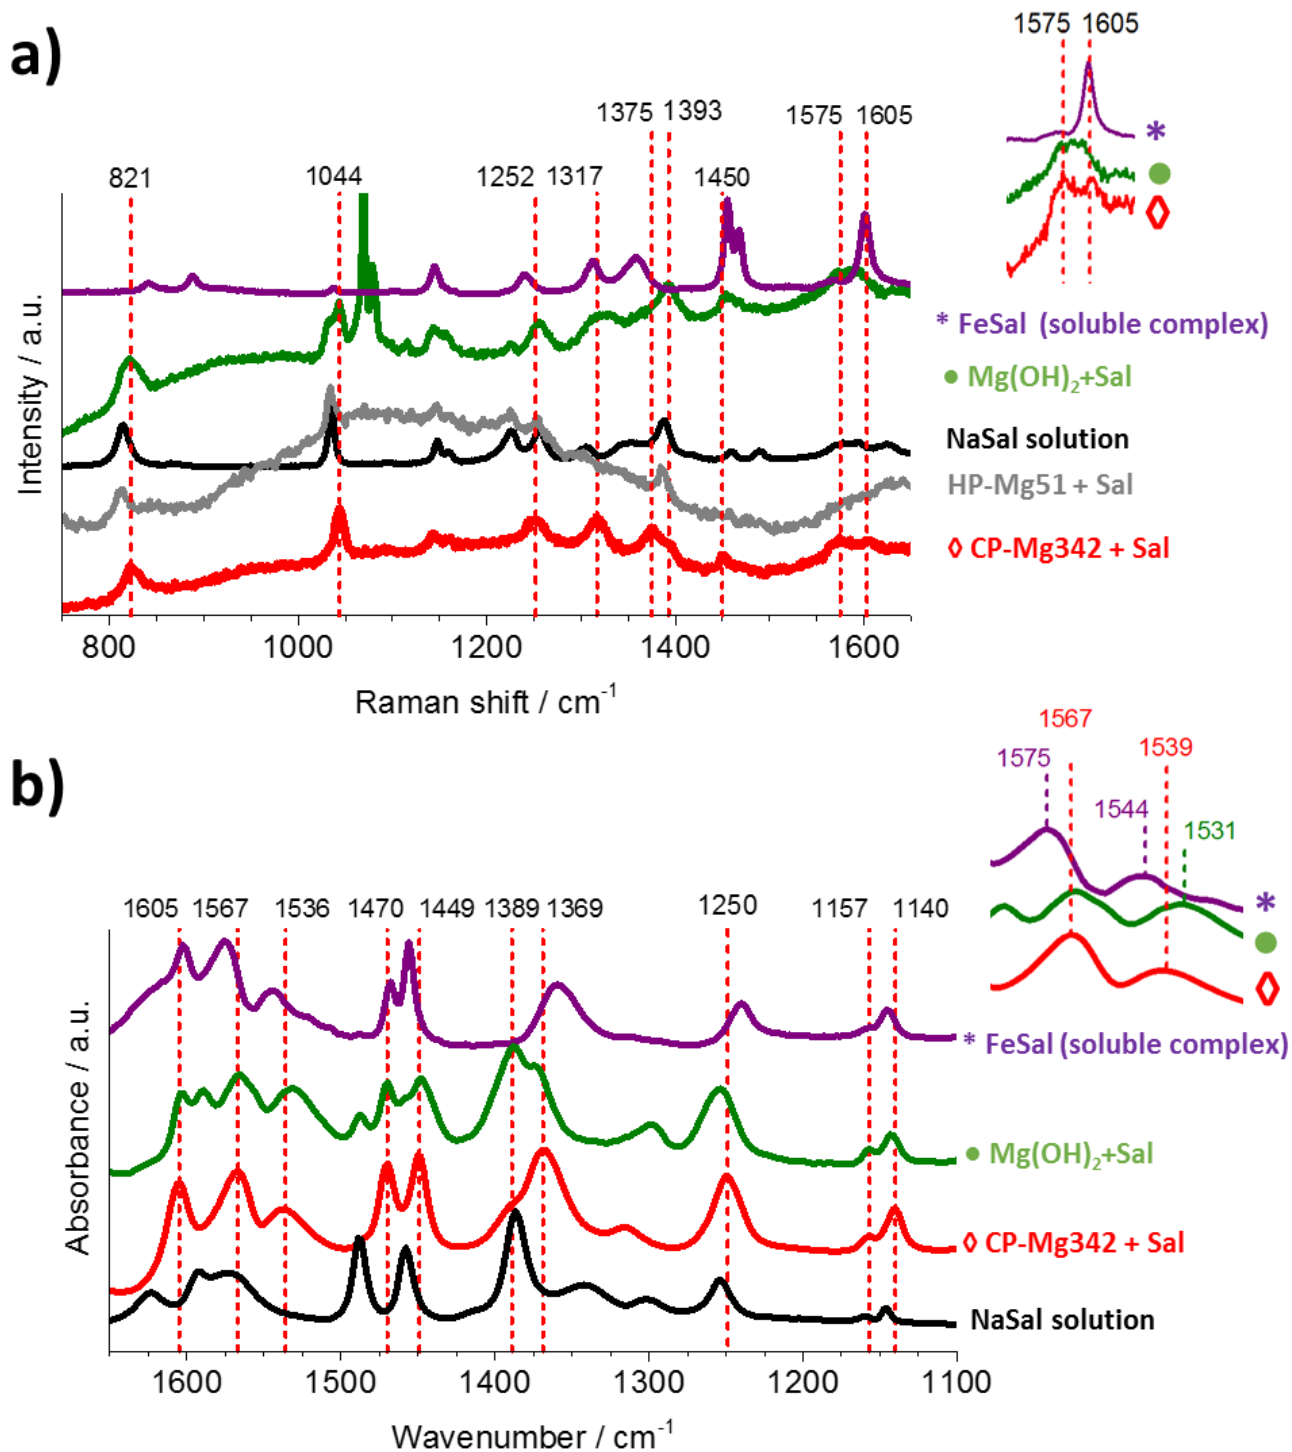 a)
1575 1605
1375 1393 1575 1605
821 1044 1252 1317 1450
*
●
◊
* FeSal (soluble complex)
● Mg(OH)₂+Sal
NaSal solution
HP-Mg51 + Sal
◊ CP-Mg342 + Sal
Intensity / a.u.
800 1000 1200 1400 1600
Raman shift / cm⁻¹
b)
1567
1575 1539
1544 1531
*
●
◊
1605 1567 1536 1470 1449 1389 1369 1250 1157 1140
* FeSal (soluble complex)
● Mg(OH)₂+Sal
◊ CP-Mg342 + Sal
NaSal solution
Absorbance / a.u.
1600 1500 1400 1300 1200 1100
Wavenumber / cm⁻¹